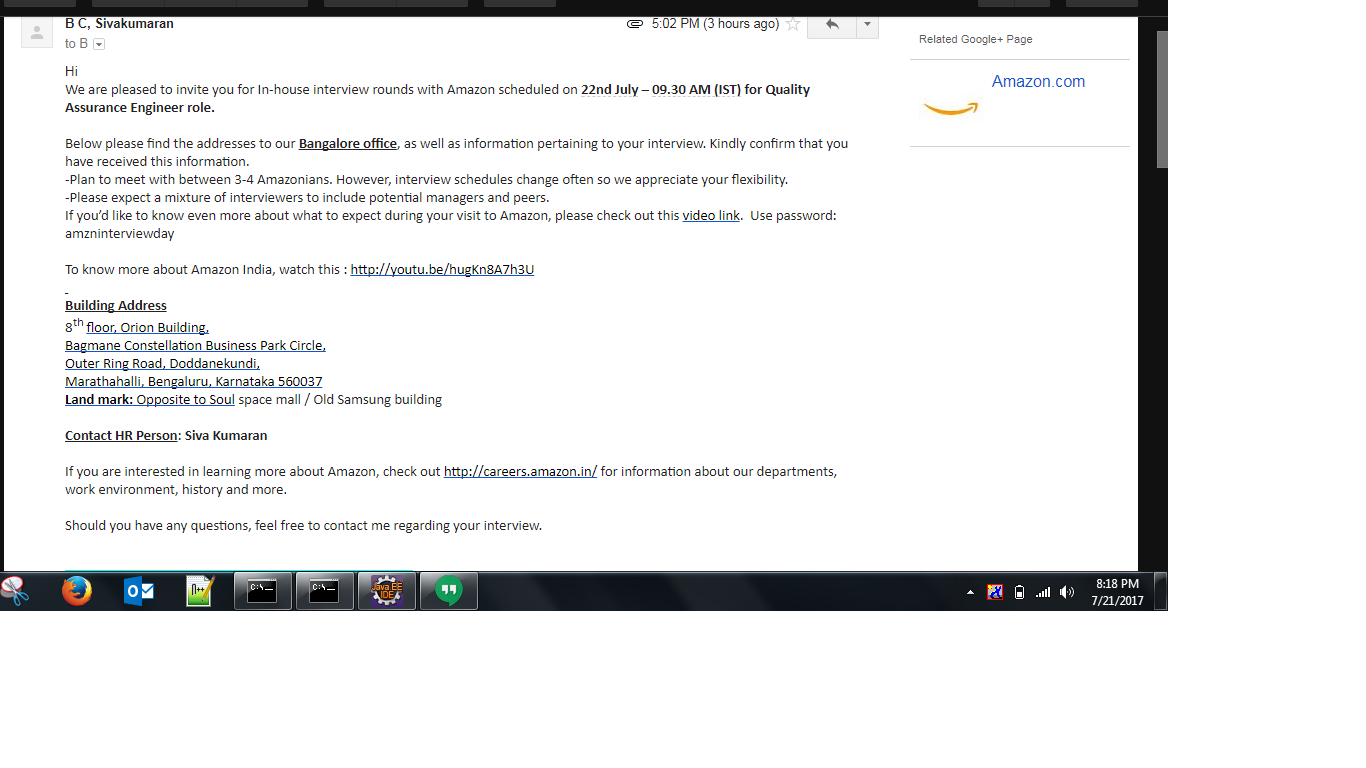 B C, Sivakumaran
5:02 PM (3 hours ago)
to B
Hi
We are pleased to invite you for In-house interview rounds with Amazon scheduled on 22nd July – 09.30 AM (IST) for Quality
Assurance Engineer role.
Below please find the addresses to our Bangalore office, as well as information pertaining to your interview. Kindly confirm that you
have received this information.
-Plan to meet with between 3-4 Amazonians. However, interview schedules change often so we appreciate your flexibility.
-Please expect a mixture of interviewers to include potential managers and peers.
If you’d like to know even more about what to expect during your visit to Amazon, please check out this video link.  Use password:
amzninterviewday
To know more about Amazon India, watch this : http://youtu.be/hugKn8A7h3U
Building Address
8th floor, Orion Building,
Bagmane Constellation Business Park Circle,
Outer Ring Road, Doddanekundi,
Marathahalli, Bengaluru, Karnataka 560037
Land mark: Opposite to Soul space mall / Old Samsung building
Contact HR Person: Siva Kumaran
If you are interested in learning more about Amazon, check out http://careers.amazon.in/ for information about our departments,
work environment, history and more.
Should you have any questions, feel free to contact me regarding your interview.
Related Google+ Page
Amazon.com
C:\_
C:\_
Java EE
IDE
8:18 PM
7/21/2017